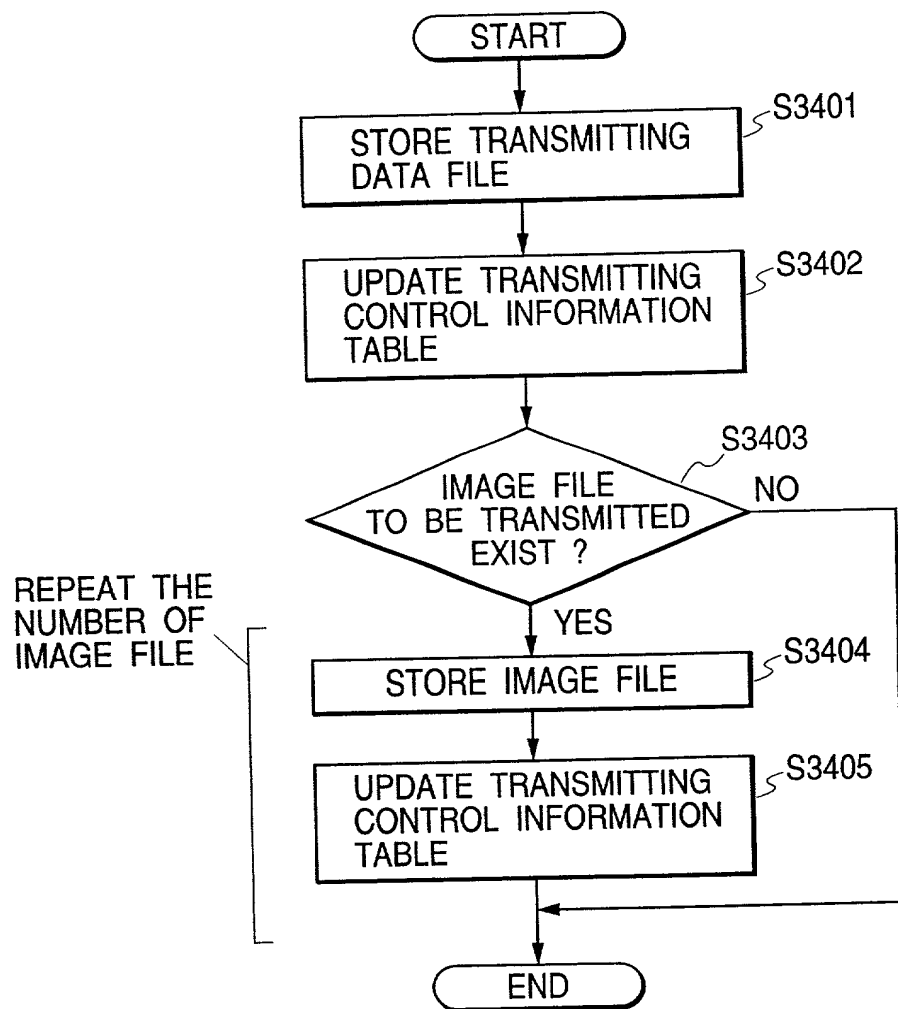 START
S3401
STORE TRANSMITTING
DATA FILE
S3402
UPDATE TRANSMITTING
CONTROL INFORMATION
TABLE
S3403
IMAGE FILE
TO BE TRANSMITTED
EXIST ?
NO
YES
REPEAT THE
NUMBER OF
IMAGE FILE
S3404
STORE IMAGE FILE
S3405
UPDATE TRANSMITTING
CONTROL INFORMATION
TABLE
END